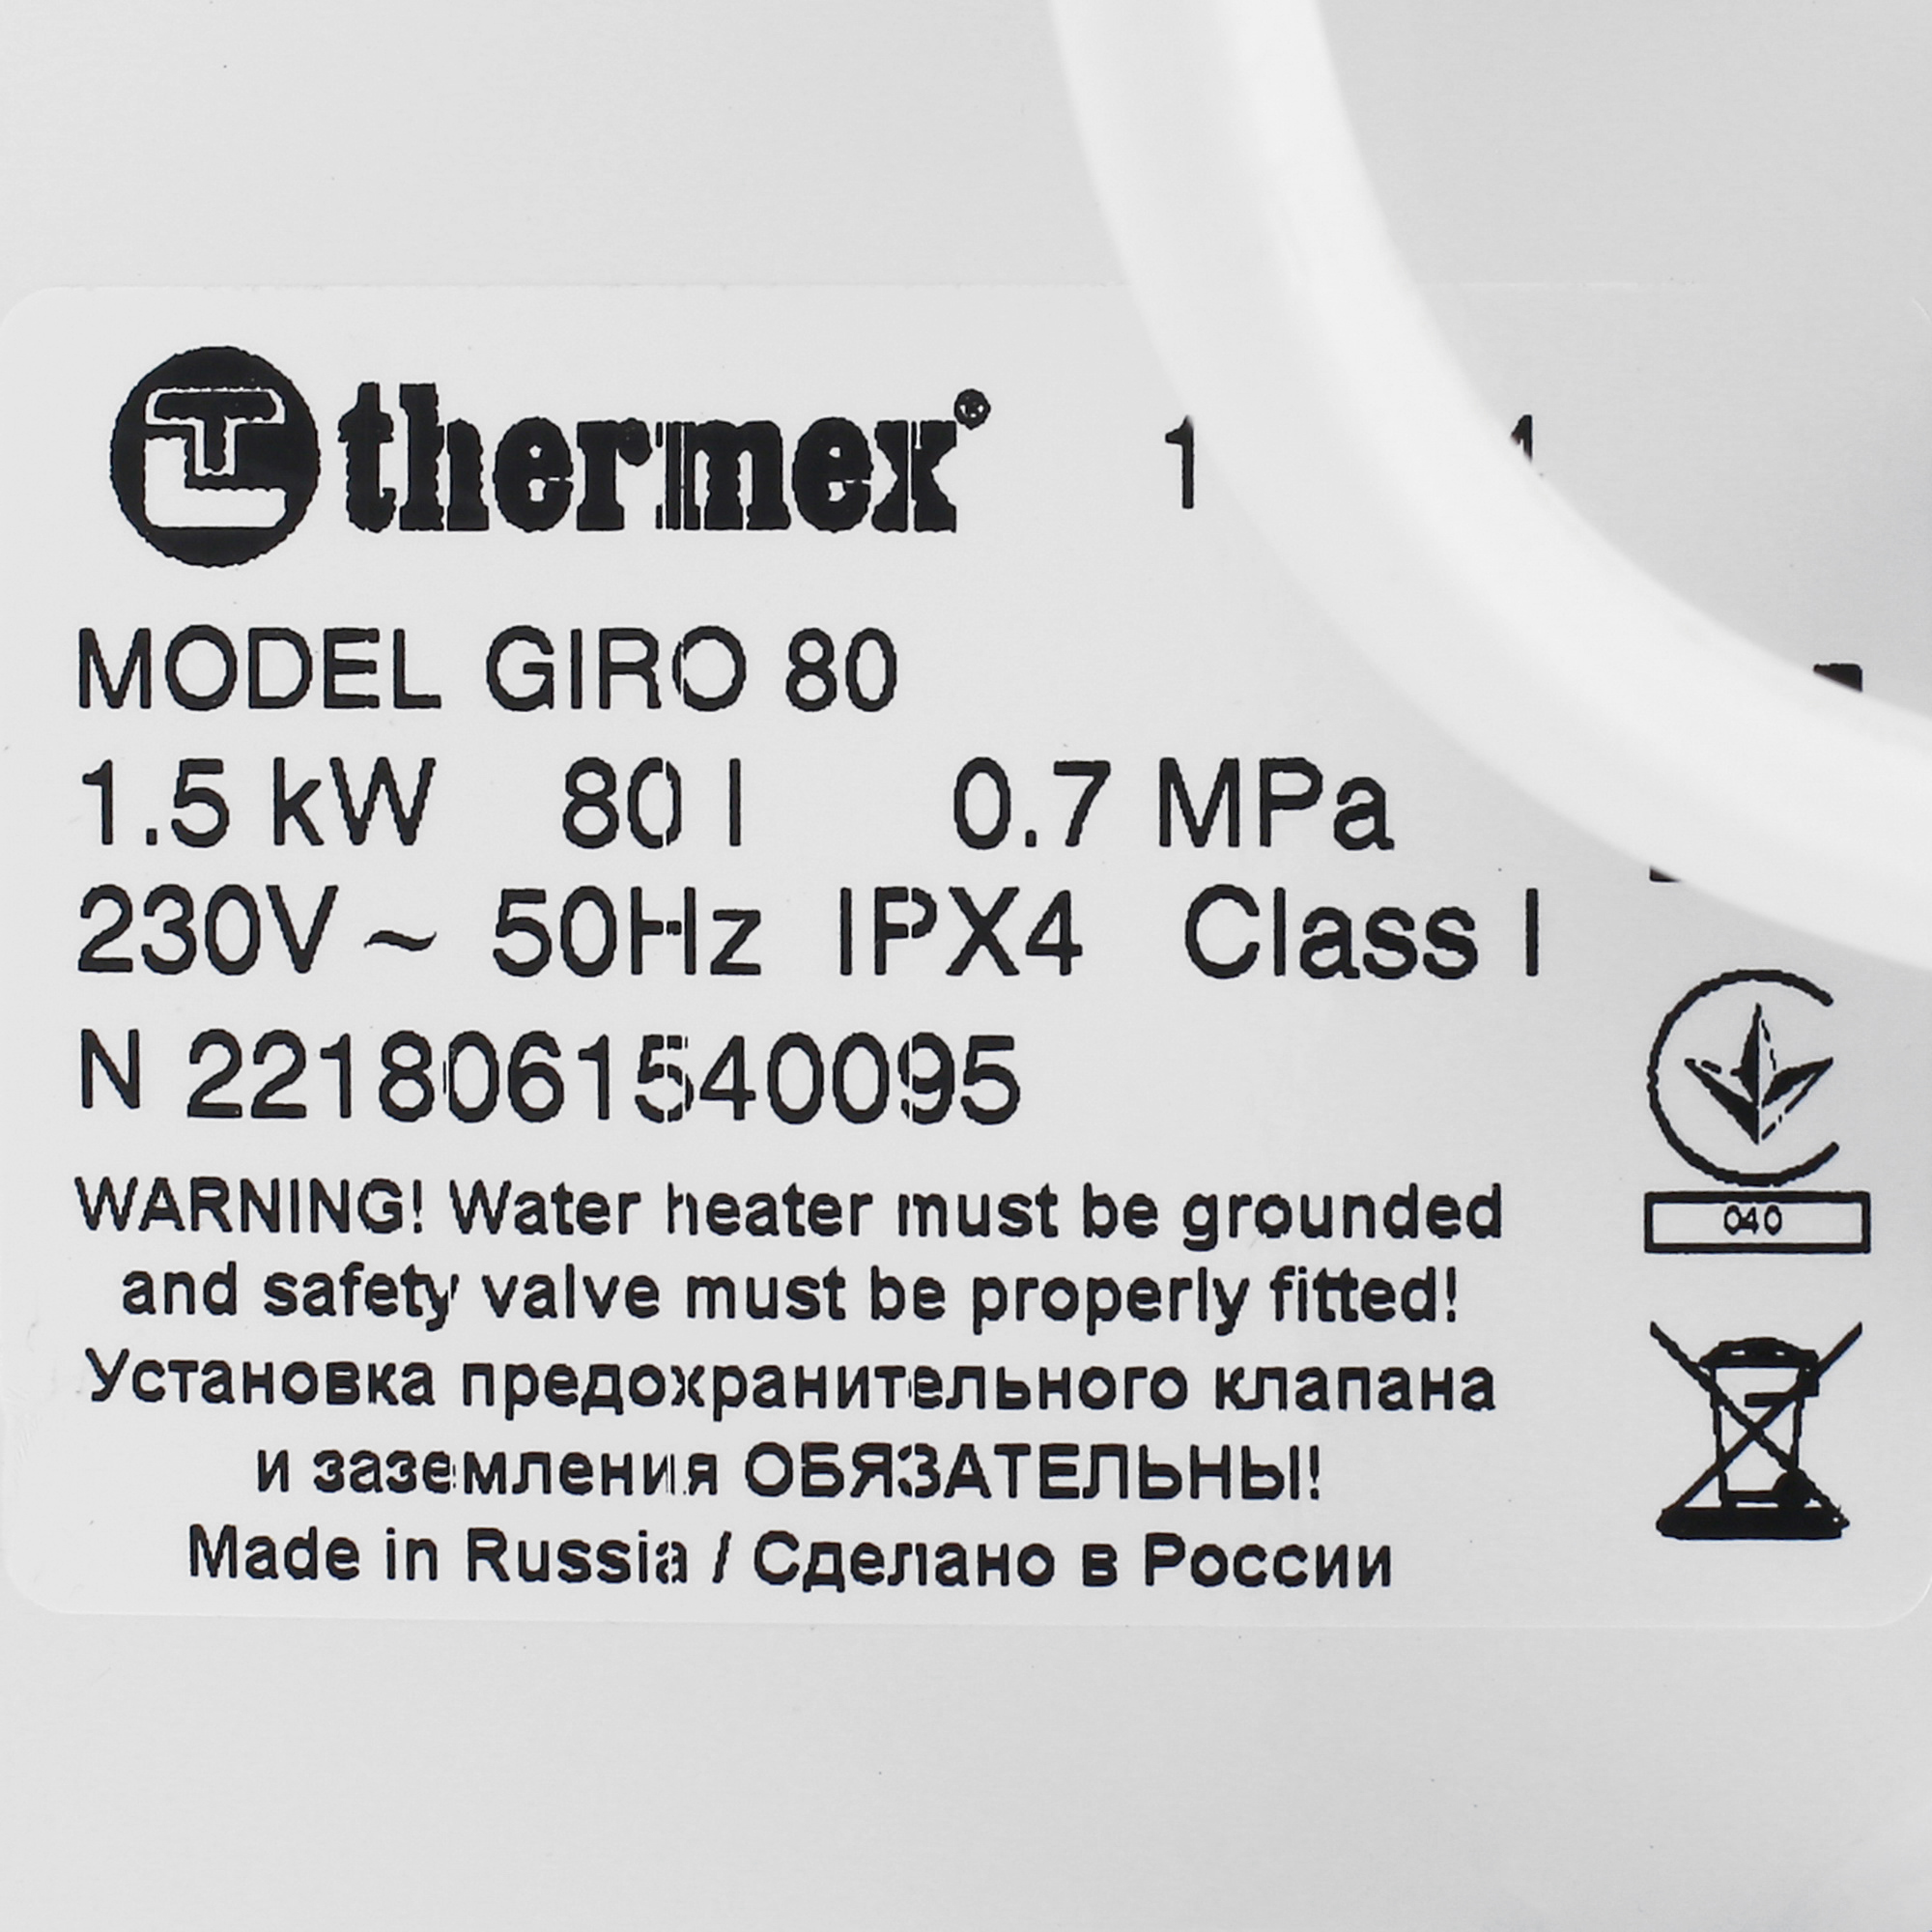 thermex®
MODEL GIRO 80
1.5 kW 80 l 0.7 MPa
230V ~ 50Hz IPX4 Class I
N 2218061540095
040
WARNING! Water heater must be grounded
and safety valve must be properly fitted!
Установка предохранительного клапана
и заземления ОБЯЗАТЕЛЬНЫ!
Made in Russia / Сделано в России